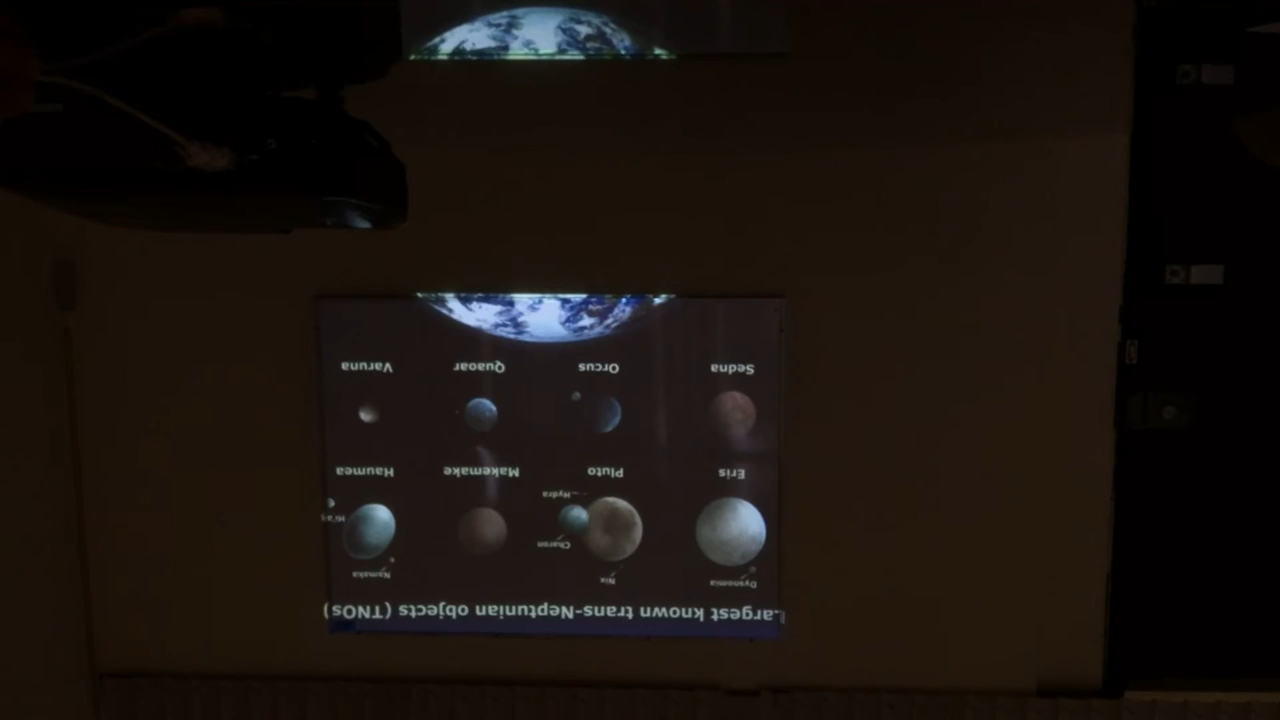 Largest known trans-Neptunian objects (TNOs)
Dysnomia Nix Namaka
Charon
Hydra
Eris Pluto Makemake Haumea
Sedna Orcus Quaoar Varuna